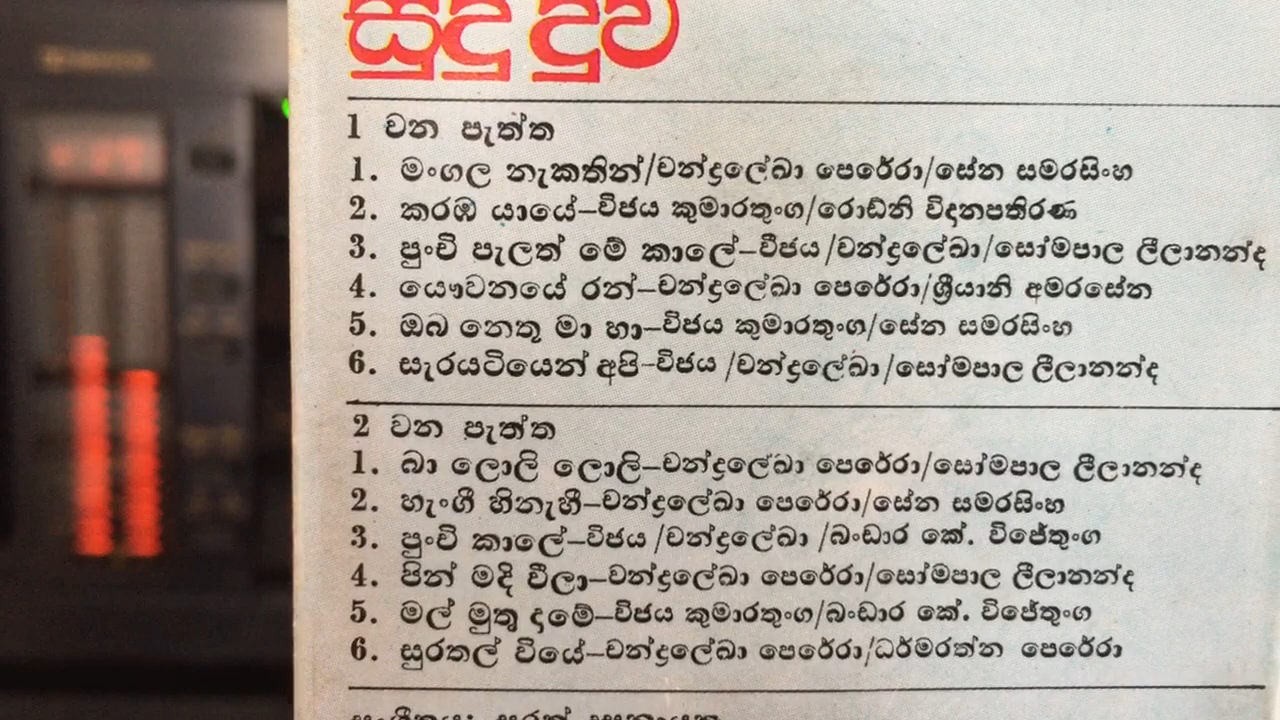 සුදු දුව
1 වන පැත්ත
1. මංගල නැකතින්/චන්ද්‍රලේඛා පෙරේරා/සේන සමරසිංහ
2. කරඹ යායේ–විජය කුමාරතුංග/රොඩ්නි විදානපතිරණ
3. පුංචි පැලත් මේ කාලේ–විජය/චන්ද්‍රලේඛා/සෝමපාල ලීලානන්ද
4. යෞවනයේ රන්–චන්ද්‍රලේඛා පෙරේරා/ශ්‍රියානි අමරසේන
5. ඔබ නෙතු මා හා–විජය කුමාරතුංග/සේන සමරසිංහ
6. සැරයටියෙන් අපි–විජය /චන්ද්‍රලේඛා/සෝමපාල ලීලානන්ද
2 වන පැත්ත
1. බා ලොලි ලොලි–චන්ද්‍රලේඛා පෙරේරා/සෝමපාල ලීලානන්ද
2. හැංගී හිනැහී–චන්ද්‍රලේඛා පෙරේරා/සේන සමරසිංහ
3. පුංචි කාලේ–විජය /චන්ද්‍රලේඛා /බංඩාර කේ. විජේතුංග
4. පින් මදි වීලා–චන්ද්‍රලේඛා පෙරේරා/සෝමපාල ලීලානන්ද
5. මල් මුතු දමේ–විජය කුමාරතුංග/බංඩාර කේ. විජේතුංග
6. සුරතල් වියේ–චන්ද්‍රලේඛා පෙරේරා/ධර්මරත්න පෙරේරා